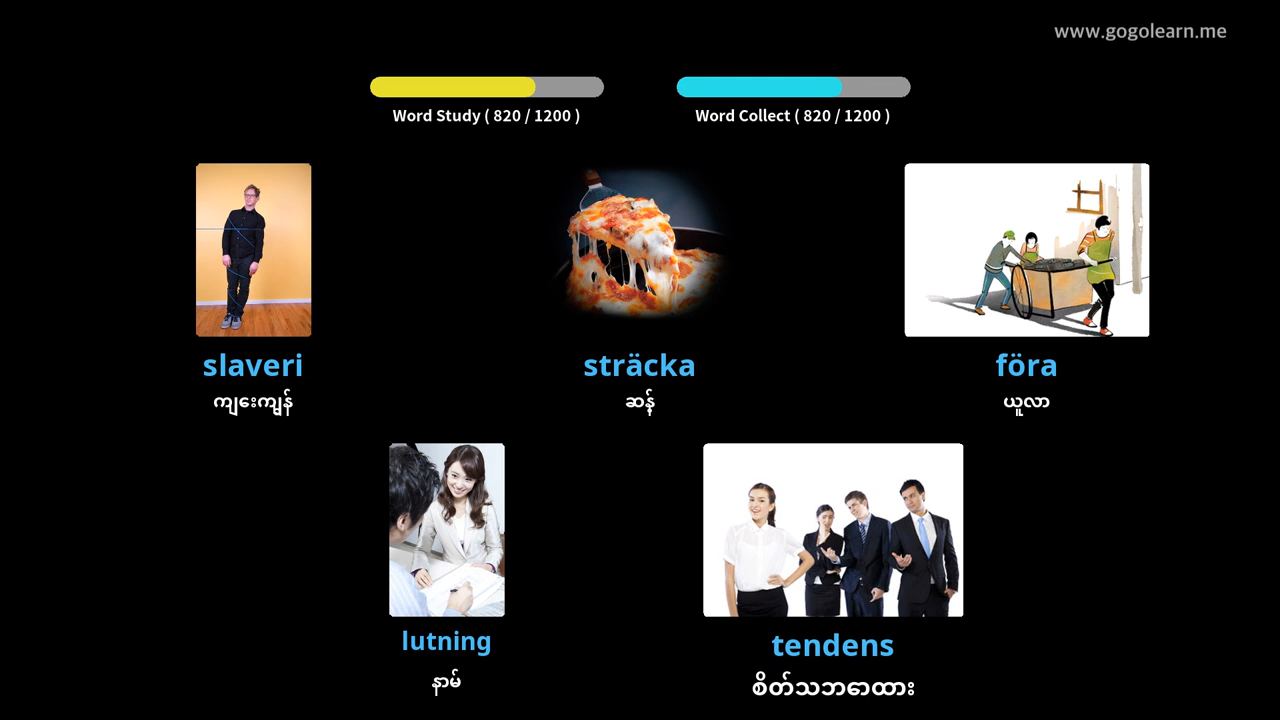 www.gogolearn.me
Word Study ( 820 / 1200 )
Word Collect ( 820 / 1200 )
slaveri
ကျးကျွန်
sträcka
ဆန့်
föra
ယူလာ
lutning
နာမ်
tendens
စိတ်သဘောထား